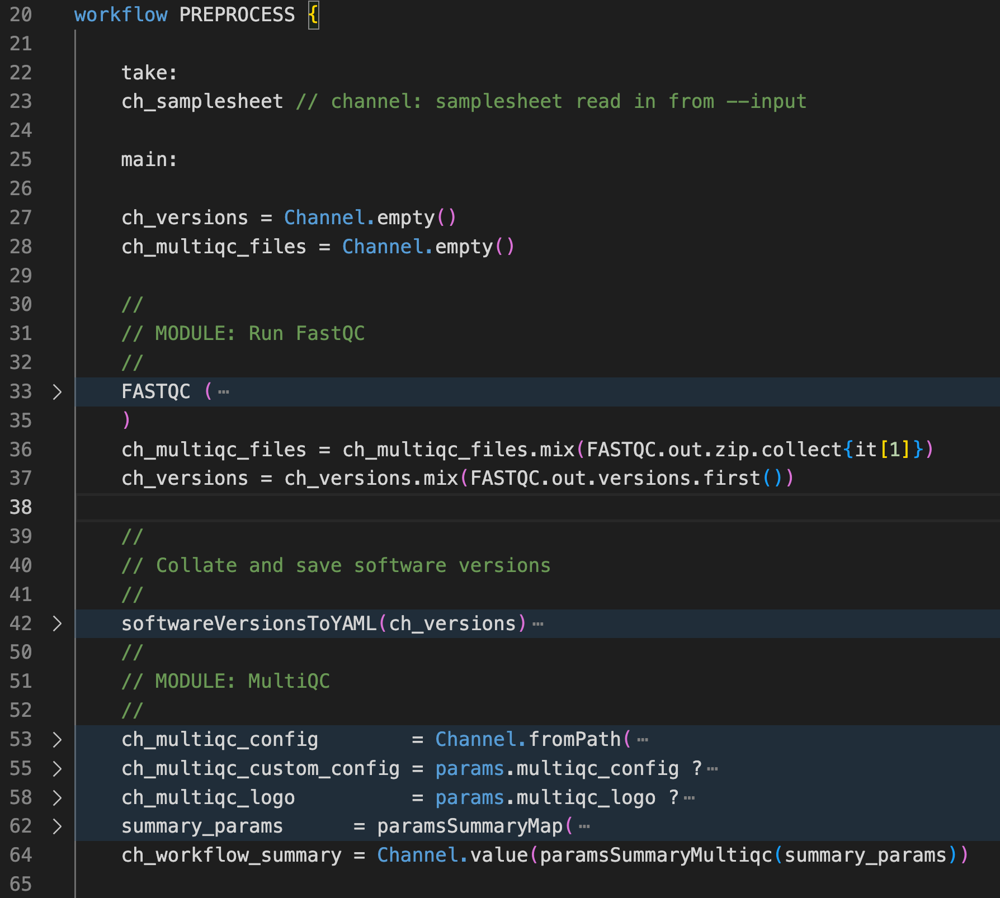 20 workflow PREPROCESS {
21
22 take:
23 ch_samplesheet // channel: samplesheet read in from --input
24
25 main:
26
27 ch_versions = Channel.empty()
28 ch_multiqc_files = Channel.empty()
29
30 //
31 // MODULE: Run FastQC
32 //
33 FASTQC ( ⋯
35 )
36 ch_multiqc_files = ch_multiqc_files.mix(FASTQC.out.zip.collect{it[1]})
37 ch_versions = ch_versions.mix(FASTQC.out.versions.first())
38
39 //
40 // Collate and save software versions
41 //
42 softwareVersionsToYAML(ch_versions) ⋯
50 //
51 // MODULE: MultiQC
52 //
53 ch_multiqc_config        = Channel.fromPath( ⋯
55 ch_multiqc_custom_config = params.multiqc_config ? ⋯
58 ch_multiqc_logo          = params.multiqc_logo ? ⋯
62 summary_params      = paramsSummaryMap( ⋯
64 ch_workflow_summary = Channel.value(paramsSummaryMultiqc(summary_params))
65